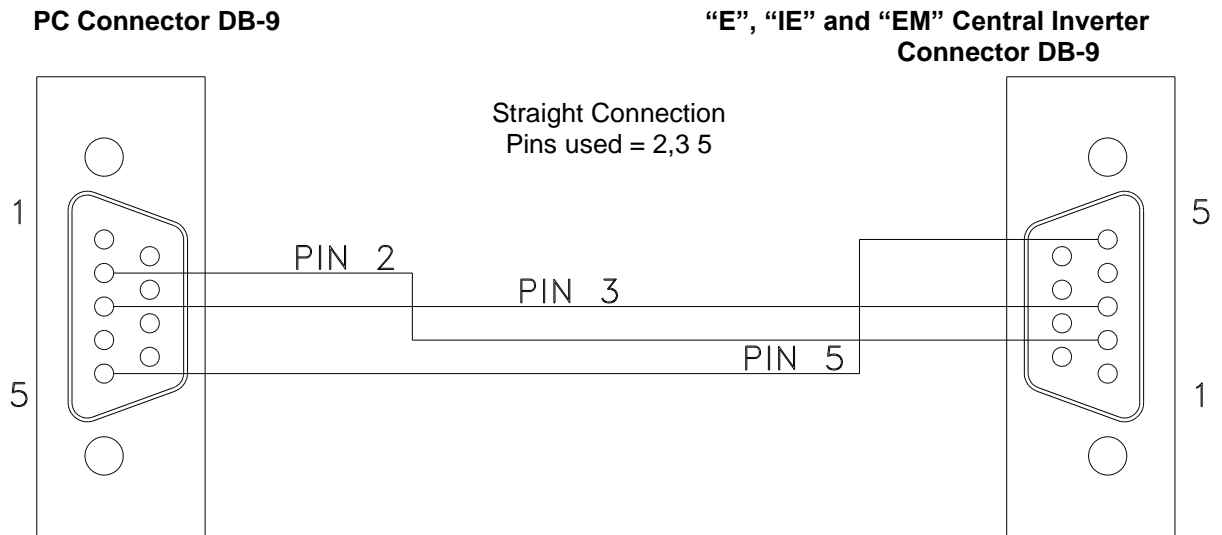 PC Connector DB-9
“E”, “IE” and “EM” Central Inverter
Connector DB-9
Straight Connection
Pins used = 2,3 5
1
5
PIN 2
PIN 3
PIN 5
5
1